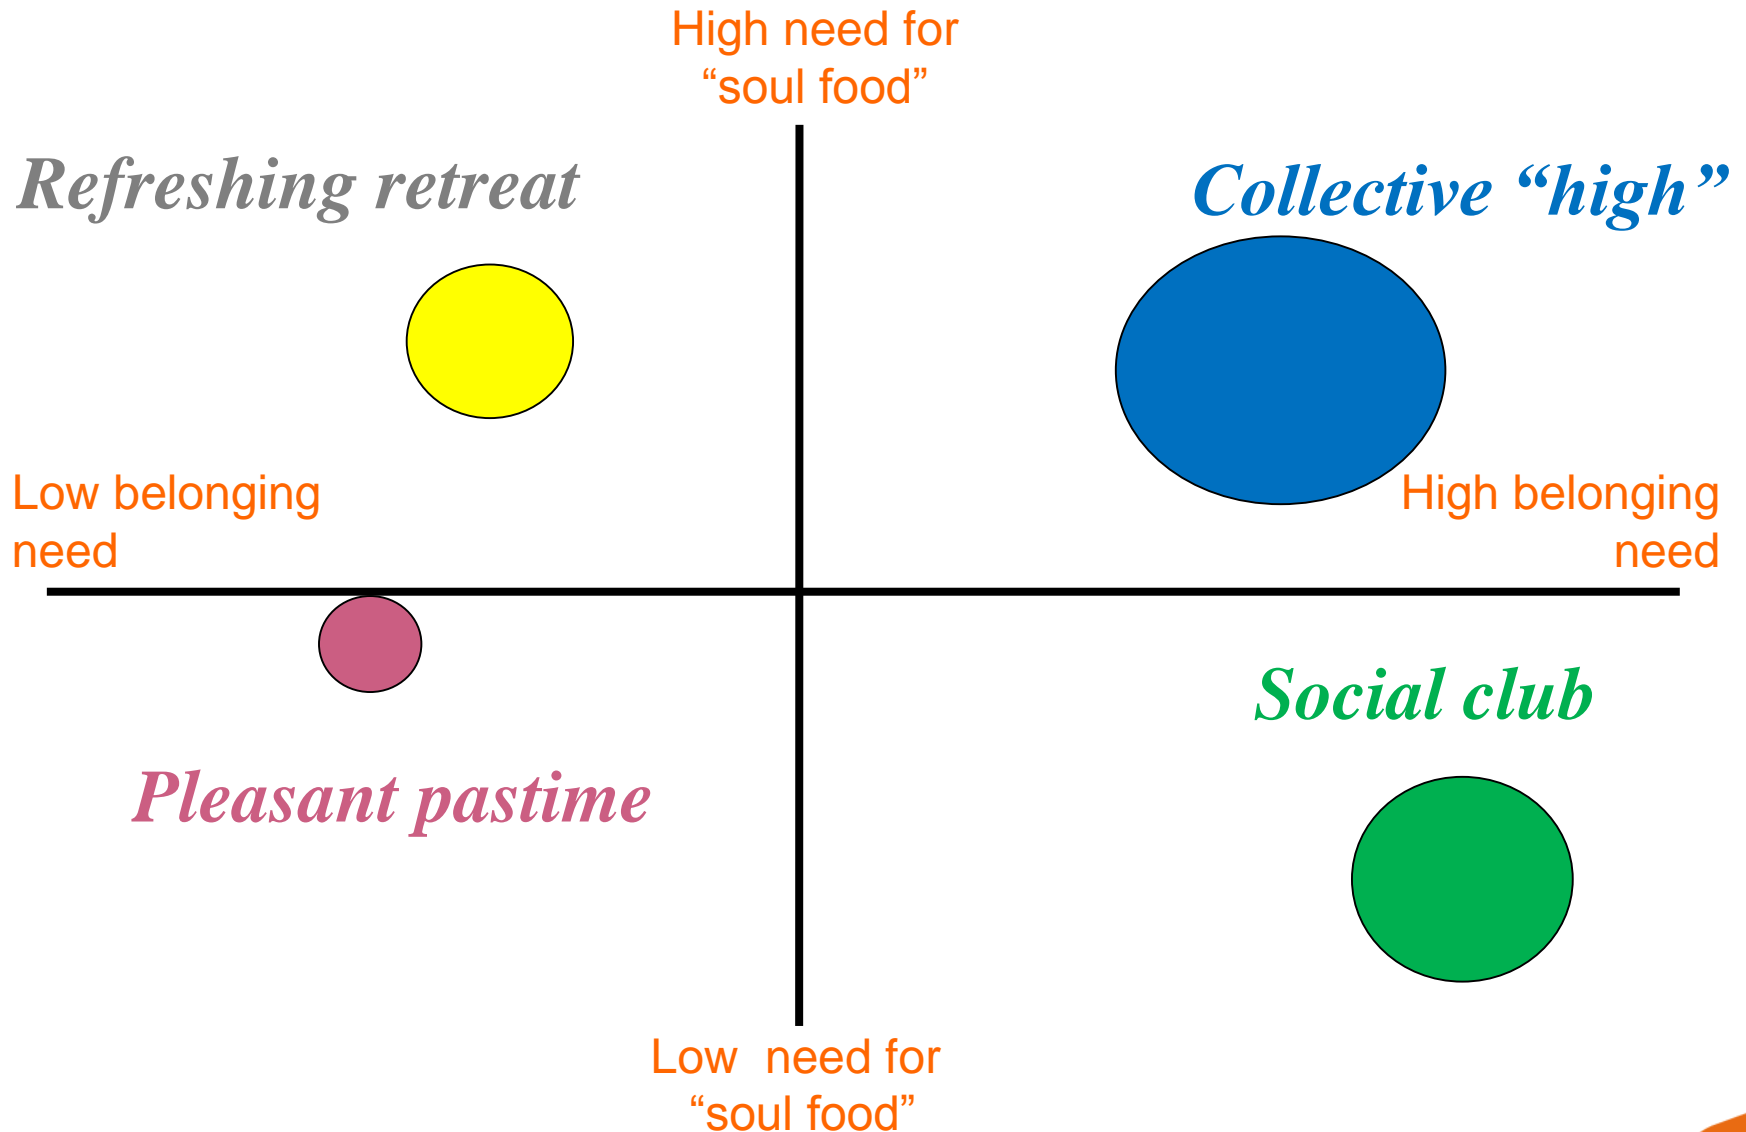 High need for
“soul food”
Refreshing retreat
Collective “high”
Low belonging
need
High belonging
need
Social club
Pleasant pastime
Low  need for
“soul food”